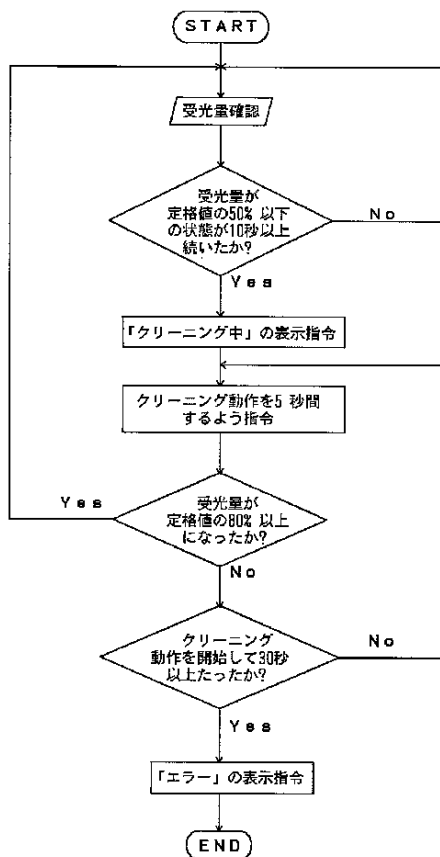 START
受光量確認
受光量が
定格値の50% 以下
の状態が10秒以上
続いたか?
No
Yes
「クリーニング中」の表示指令
クリーニング動作を5 秒間
するよう指令
Yes
受光量が
定格値の80% 以上
になったか?
No
クリーニング
動作を開始して30秒
以上たったか?
No
Yes
「エラー」の表示指令
END